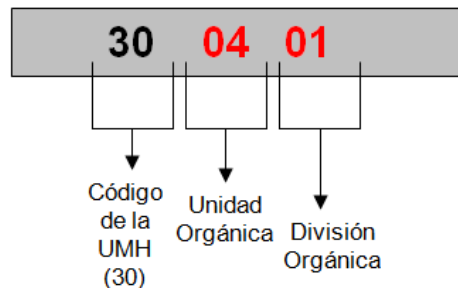 30 04 01
Código
de la
UMH
(30)
Unidad
Orgánica
División
Orgánica